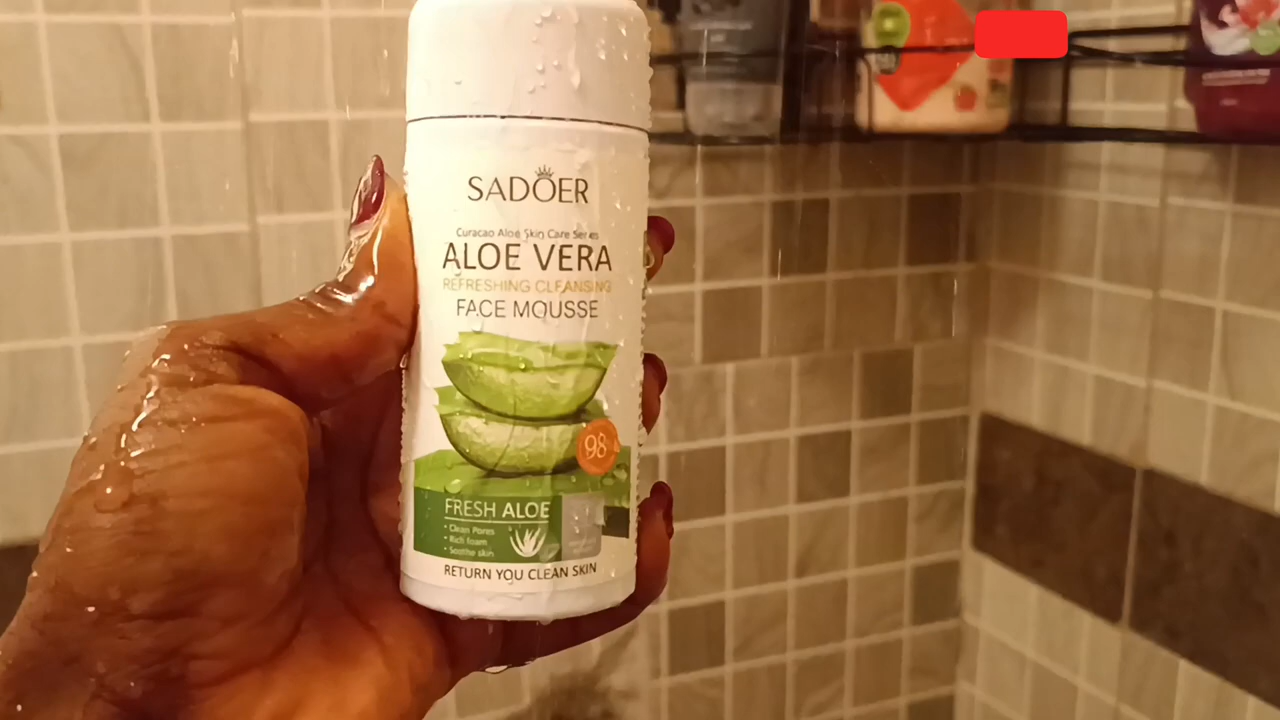 SADOER
Curacao Aloe Skin Care Series
ALOE VERA
REFRESHING CLEANSING
FACE MOUSSE
98
FRESH ALOE
• Clean Pores
• Rich foam
• Soothe skin
RETURN YOU CLEAN SKIN